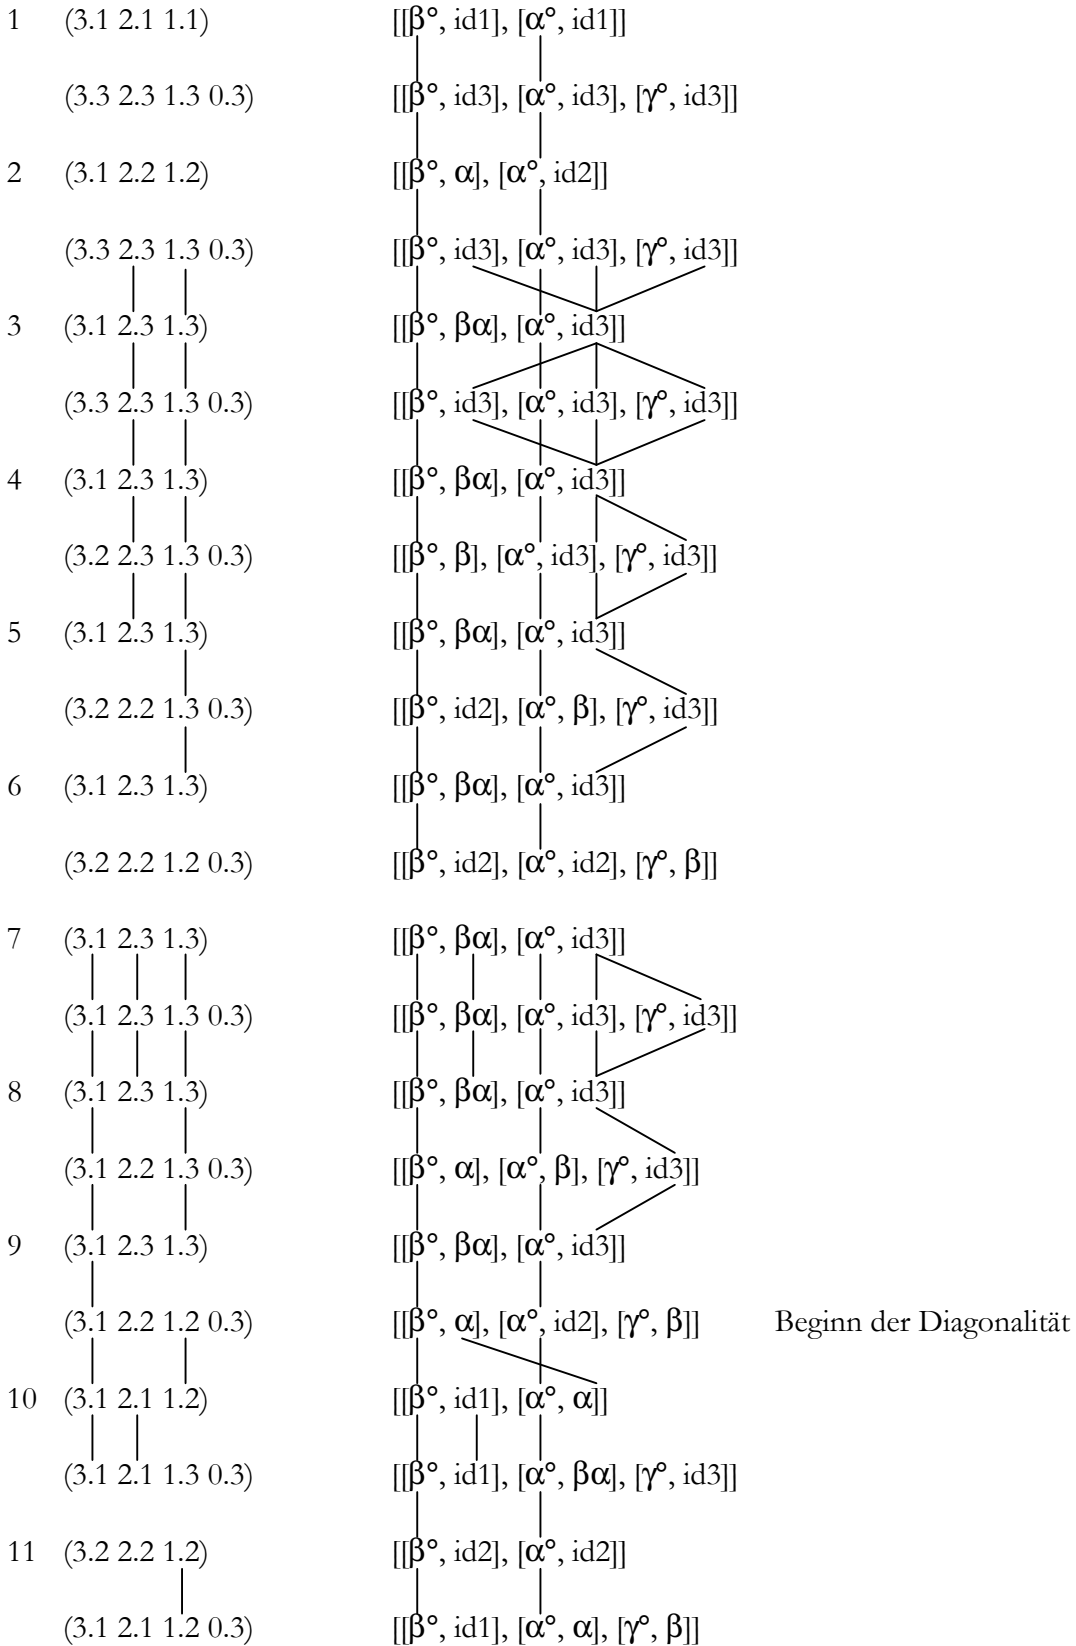 1 (3.1 2.1 1.1) [[β°, id1], [α°, id1]]
(3.3 2.3 1.3 0.3) [[β°, id3], [α°, id3], [γ°, id3]]
2 (3.1 2.2 1.2) [[β°, α], [α°, id2]]
(3.3 2.3 1.3 0.3) [[β°, id3], [α°, id3], [γ°, id3]]
3 (3.1 2.3 1.3) [[β°, βα], [α°, id3]]
(3.3 2.3 1.3 0.3) [[β°, id3], [α°, id3], [γ°, id3]]
4 (3.1 2.3 1.3) [[β°, βα], [α°, id3]]
(3.2 2.3 1.3 0.3) [[β°, β], [α°, id3], [γ°, id3]]
5 (3.1 2.3 1.3) [[β°, βα], [α°, id3]]
(3.2 2.2 1.3 0.3) [[β°, id2], [α°, β], [γ°, id3]]
6 (3.1 2.3 1.3) [[β°, βα], [α°, id3]]
(3.2 2.2 1.2 0.3) [[β°, id2], [α°, id2], [γ°, β]]
7 (3.1 2.3 1.3) [[β°, βα], [α°, id3]]
(3.1 2.3 1.3 0.3) [[β°, βα], [α°, id3], [γ°, id3]]
8 (3.1 2.3 1.3) [[β°, βα], [α°, id3]]
(3.1 2.2 1.3 0.3) [[β°, α], [α°, β], [γ°, id3]]
9 (3.1 2.3 1.3) [[β°, βα], [α°, id3]]
(3.1 2.2 1.2 0.3) [[β°, α], [α°, id2], [γ°, β]] Beginn der Diagonalität
10 (3.1 2.1 1.2) [[β°, id1], [α°, α]]
(3.1 2.1 1.3 0.3) [[β°, id1], [α°, βα], [γ°, id3]]
11 (3.2 2.2 1.2) [[β°, id2], [α°, id2]]
(3.1 2.1 1.2 0.3) [[β°, id1], [α°, α], [γ°, β]]